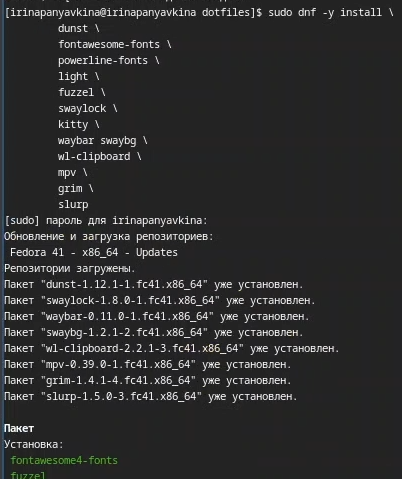 [irinapanyavkina@irinapanyavkina dotfiles]$ sudo dnf -y install \
dunst \
fontawesome-fonts \
powerline-fonts \
light \
fuzzel \
swaylock \
kitty \
waybar swaybg \
wl-clipboard \
mpv \
grim \
slurp
[sudo] пароль для irinapanyavkina:
Обновление и загрузка репозиториев:
Fedora 41 - x86_64 - Updates
Репозитории загружены.
Пакет "dunst-1.12.1-1.fc41.x86_64" уже установлен.
Пакет "swaylock-1.8.0-1.fc41.x86_64" уже установлен.
Пакет "waybar-0.11.0-1.fc41.x86_64" уже установлен.
Пакет "swaybg-1.2.1-2.fc41.x86_64" уже установлен.
Пакет "wl-clipboard-2.2.1-3.fc41.x86_64" уже установлен.
Пакет "mpv-0.39.0-1.fc41.x86_64" уже установлен.
Пакет "grim-1.4.1-4.fc41.x86_64" уже установлен.
Пакет "slurp-1.5.0-3.fc41.x86_64" уже установлен.
Пакет
Установка:
fontawesome4-fonts
fuzzel